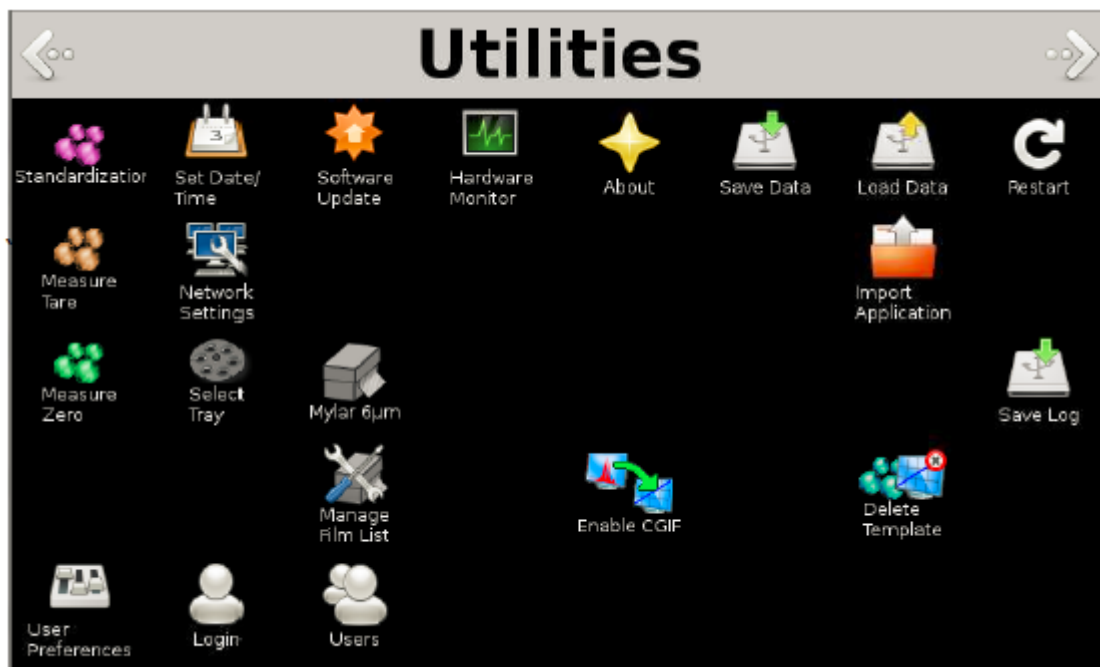 Utilities
3
Standardization
Set Date/
Time
Software
Update
Hardware
Monitor
About
Save Data
Load Data
Restart
Measure
Tare
Network
Settings
Import
Application
Measure
Zero
Select
Tray
Mylar 6µm
Save Log
Manage
Film List
Enable CGIF
Delete
Template
User
Preferences
Login
Users